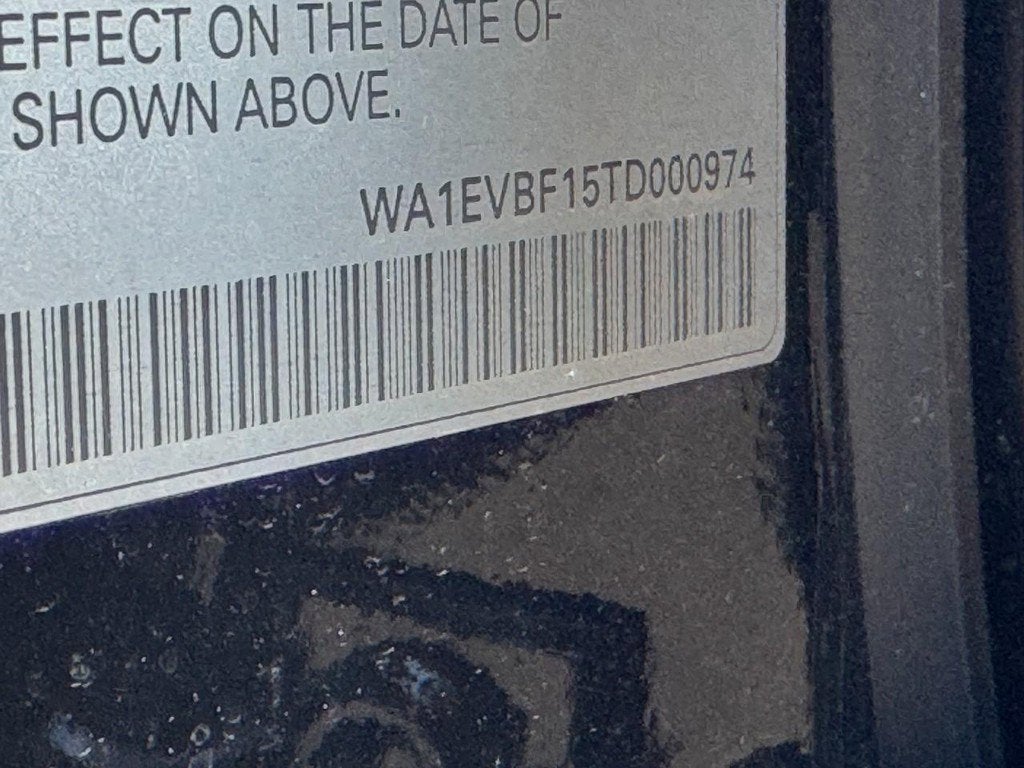 EFFECT ON THE DATE OF
SHOWN ABOVE.
WA1EVBF15TD000974